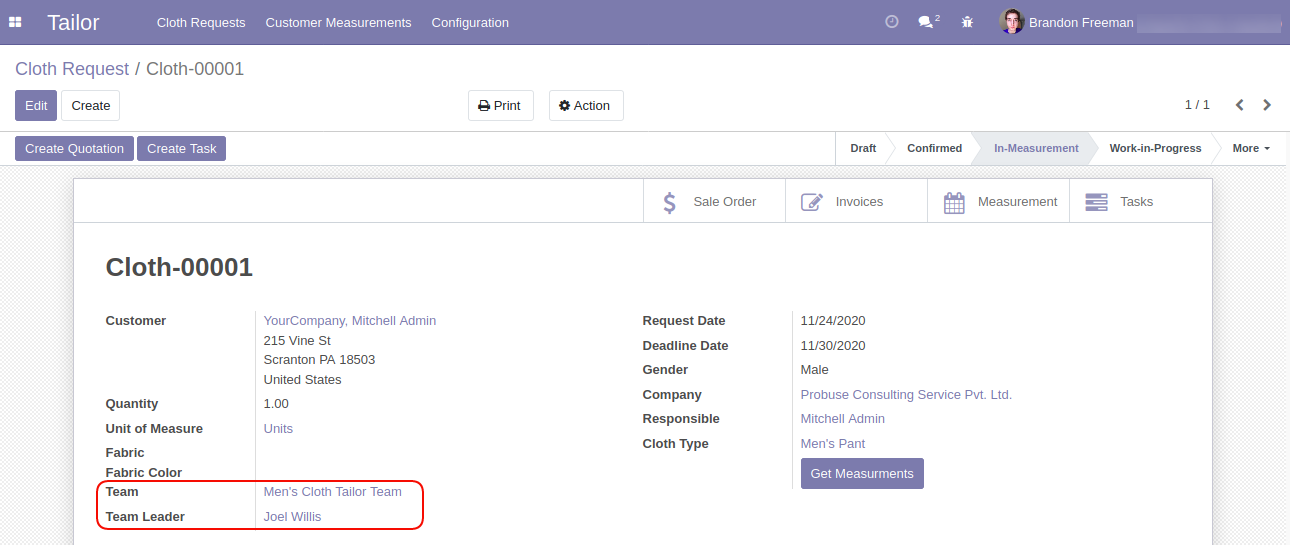 Tailor Cloth Requests Customer Measurements Configuration 2 Brandon Freeman
Cloth Request / Cloth-00001
Edit Create Print Action 1 / 1
Create Quotation Create Task Draft Confirmed In-Measurement Work-in-Progress More
Sale Order Invoices Measurement Tasks
Cloth-00001
Customer YourCompany, Mitchell Admin
215 Vine St
Scranton PA 18503
United States
Quantity 1.00
Unit of Measure Units
Fabric
Fabric Color
Team Men's Cloth Tailor Team
Team Leader Joel Willis
Request Date 11/24/2020
Deadline Date 11/30/2020
Gender Male
Company Probuse Consulting Service Pvt. Ltd.
Responsible Mitchell Admin
Cloth Type Men's Pant
Get Measurments